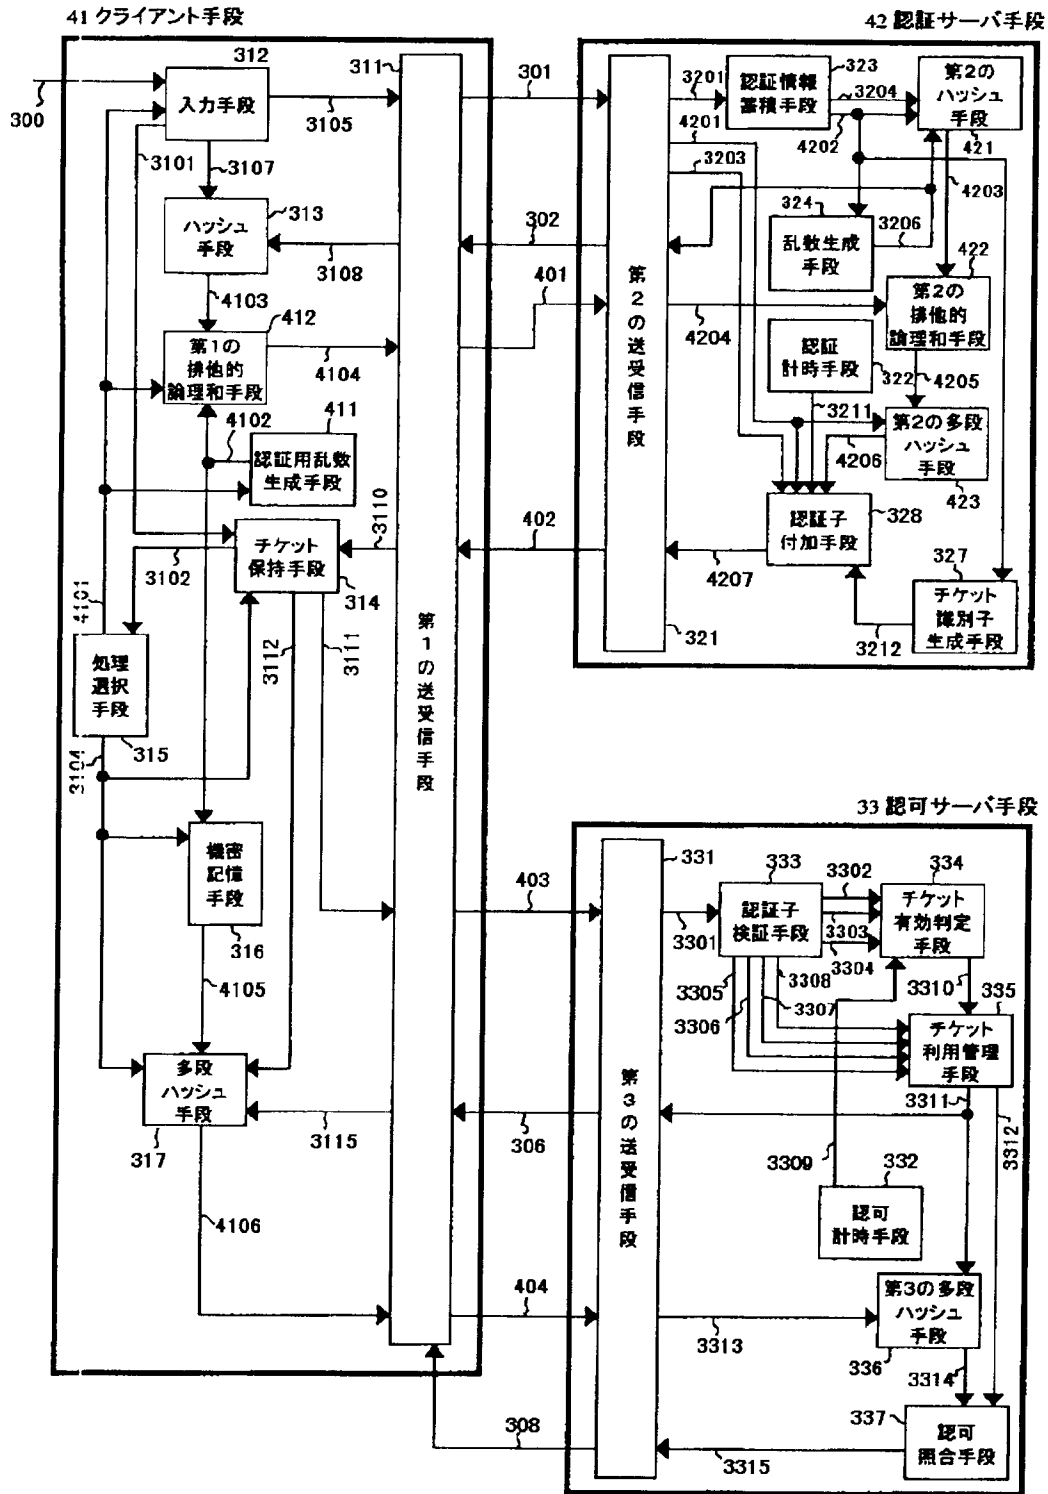 41 クライアント手段
311
312
入力手段
300
3105
3101
3107
ハッシュ
手段
313
3108
4103
第1の
排他的
論理和手段
412
4104
4102
411
認証用乱数
生成手段
チケット
保持手段
314
3110
3102
4101
処理
選択
手段
315
3104
3112
3111
機密
記憶
手段
316
4105
多段
ハッシュ
手段
317
3115
4106
第1の送受信手段
301
302
401
402
403
306
404
308
42 認証サーバ手段
第2の送受信手段
321
3201
4201
3203
認証情報
蓄積手段
323
3204
4202
第2の
ハッシュ
手段
421
4203
324
乱数生成
手段
3206
422
第2の
排他的
論理和手段
4204
認証
計時手段
322
4205
3211
第2の多段
ハッシュ
手段
423
4206
認証子
付加手段
328
4207
327
チケット
識別子
生成手段
3212
33 認可サーバ手段
第3の送受信手段
331
3301
333
認証子
検証手段
3302
3303
3304
334
チケット
有効判定
手段
3305
3306
3308
3307
3310
335
チケット
利用管理
手段
3311
3312
3309
332
認可
計時手段
3313
第3の多段
ハッシュ
手段
336
3314
337
認可
照合手段
3315